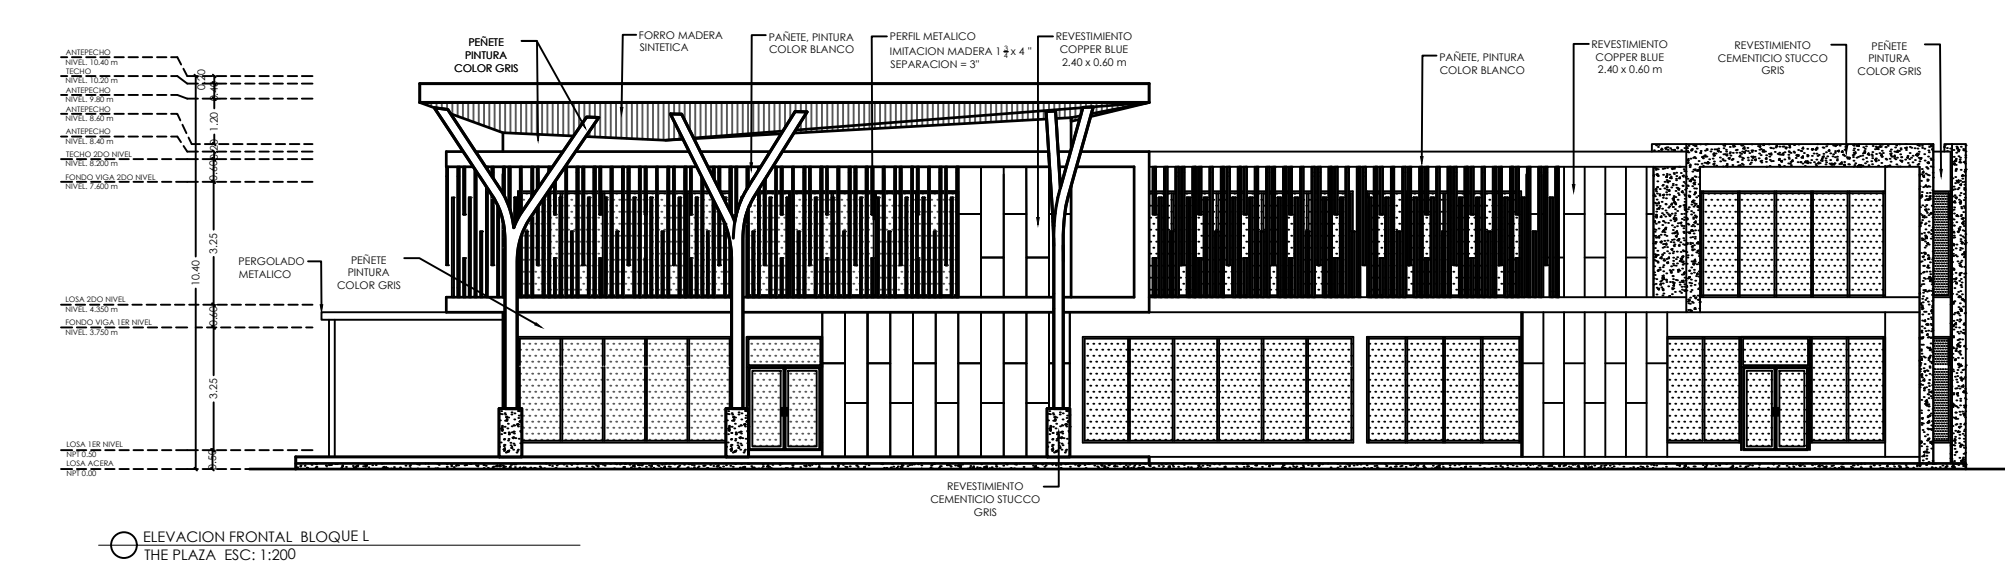 ANTEPECHO
NIVEL. 10.40 m
TECHO
NIVEL. 10.20 m
ANTEPECHO
NIVEL. 9.80 m
ANTEPECHO
NIVEL. 8.60 m
ANTEPECHO
NIVEL. 8.40 m
TECHO 2DO NIVEL
NIVEL. 8.200 m
FONDO VIGA 2DO NIVEL
NIVEL. 7.600 m
LOSA 2DO NIVEL
NIVEL. 4.350 m
FONDO VIGA 1ER NIVEL
NIVEL. 3.750 m
LOSA 1ER NIVEL
NPT 0.50
LOSA ACERA
NPT 0.00
0.20
1.20
3.25
10.40
0.60
3.25
0.50
PEÑETE
PINTURA
COLOR GRIS
FORRO MADERA
SINTETICA
PAÑETE, PINTURA
COLOR BLANCO
PERFIL METALICO
IMITACION MADERA 1 3/4 x 4 "
SEPARACION = 3"
REVESTIMIENTO
COPPER BLUE
2.40 x 0.60 m
PAÑETE, PINTURA
COLOR BLANCO
REVESTIMIENTO
COPPER BLUE
2.40 x 0.60 m
REVESTIMIENTO
CEMENTICIO STUCCO
GRIS
PEÑETE
PINTURA
COLOR GRIS
PERGOLADO
METALICO
PEÑETE
PINTURA
COLOR GRIS
REVESTIMIENTO
CEMENTICIO STUCCO
GRIS
ELEVACION FRONTAL BLOQUE L
THE PLAZA ESC: 1:200